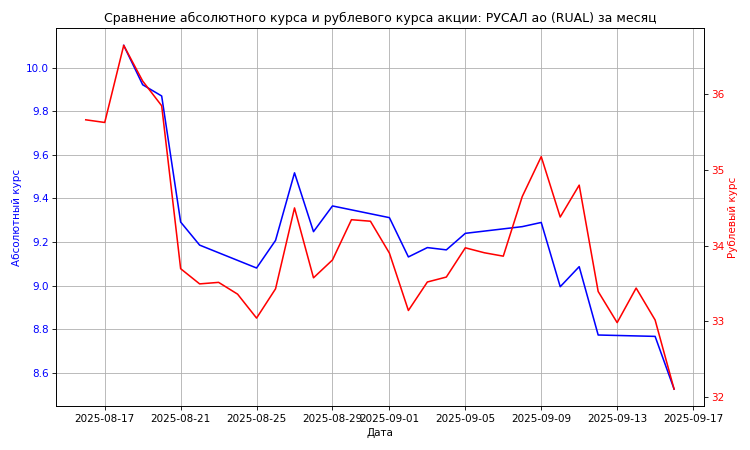 Сравнение абсолютного курса и рублевого курса акции: РУСАЛ ао (RUAL) за месяц
Абсолютный курс
10.0
9.8
9.6
9.4
9.2
9.0
8.8
8.6
36
35
34
33
32
Рублевый курс
2025-08-17 2025-08-21 2025-08-25 2025-08-29 2025-09-01 2025-09-05 2025-09-09 2025-09-13 2025-09-17
Дата